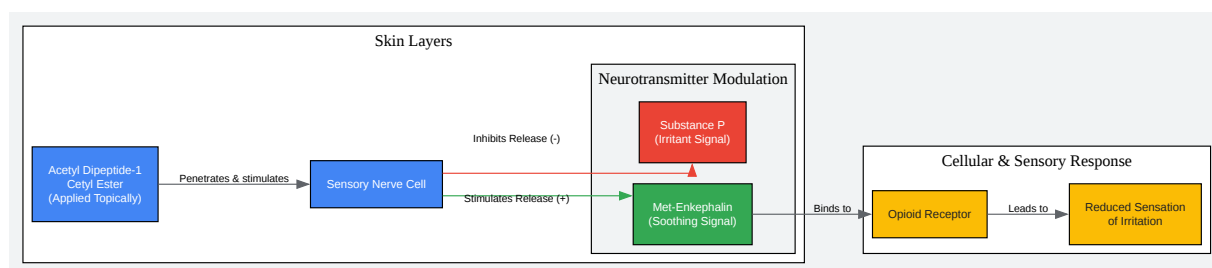 Skin Layers
Neurotransmitter Modulation
Substance P
(Irritant Signal)
Inhibits Release (-)
Acetyl Dipeptide-1
Cetyl Ester
(Applied Topically)
Penetrates & stimulates
Sensory Nerve Cell
Stimulates Release (+)
Met-Enkephalin
(Soothing Signal)
Cellular & Sensory Response
Binds to
Opioid Receptor
Leads to
Reduced Sensation
of Irritation